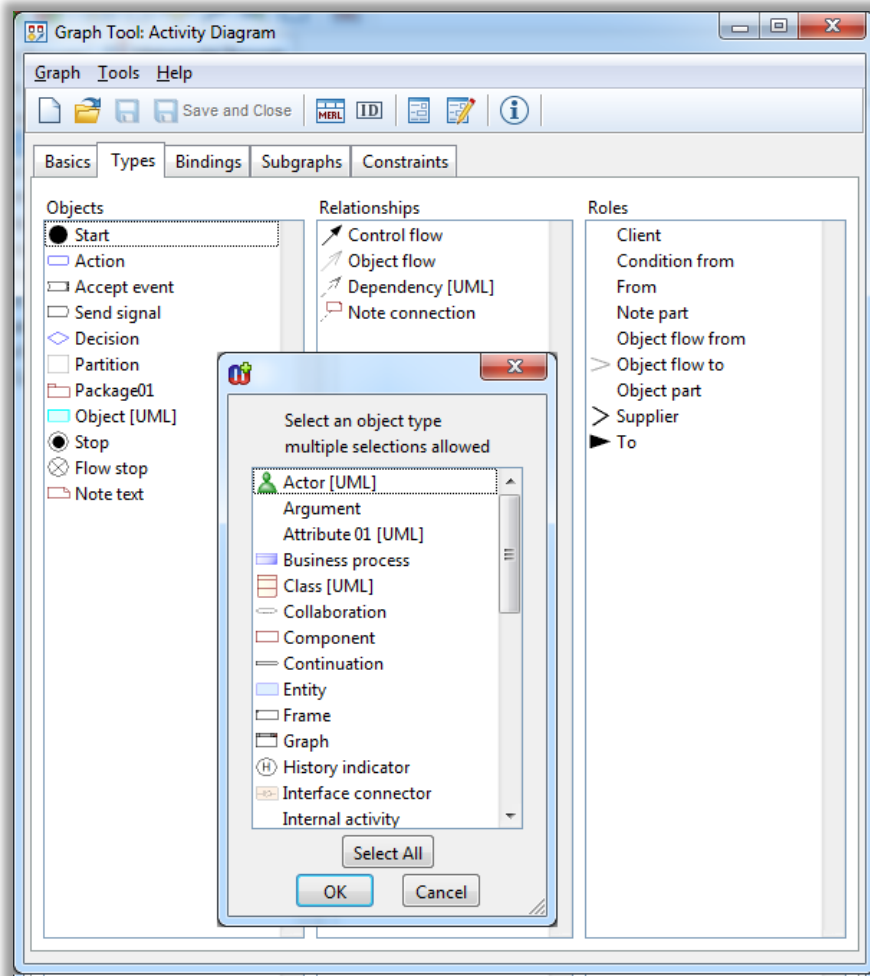 Graph Tool: Activity Diagram
Graph Tools Help
Save and Close MERL ID
Basics Types Bindings Subgraphs Constraints
Objects
Start
Action
Accept event
Send signal
Decision
Partition
Package01
Object [UML]
Stop
Flow stop
Note text
Relationships
Control flow
Object flow
Dependency [UML]
Note connection
Roles
Client
Condition from
From
Note part
Object flow from
Object flow to
Object part
Supplier
To
Select an object type
multiple selections allowed
Actor [UML]
Argument
Attribute 01 [UML]
Business process
Class [UML]
Collaboration
Component
Continuation
Entity
Frame
Graph
H History indicator
Interface connector
Internal activity
Select All
OK Cancel